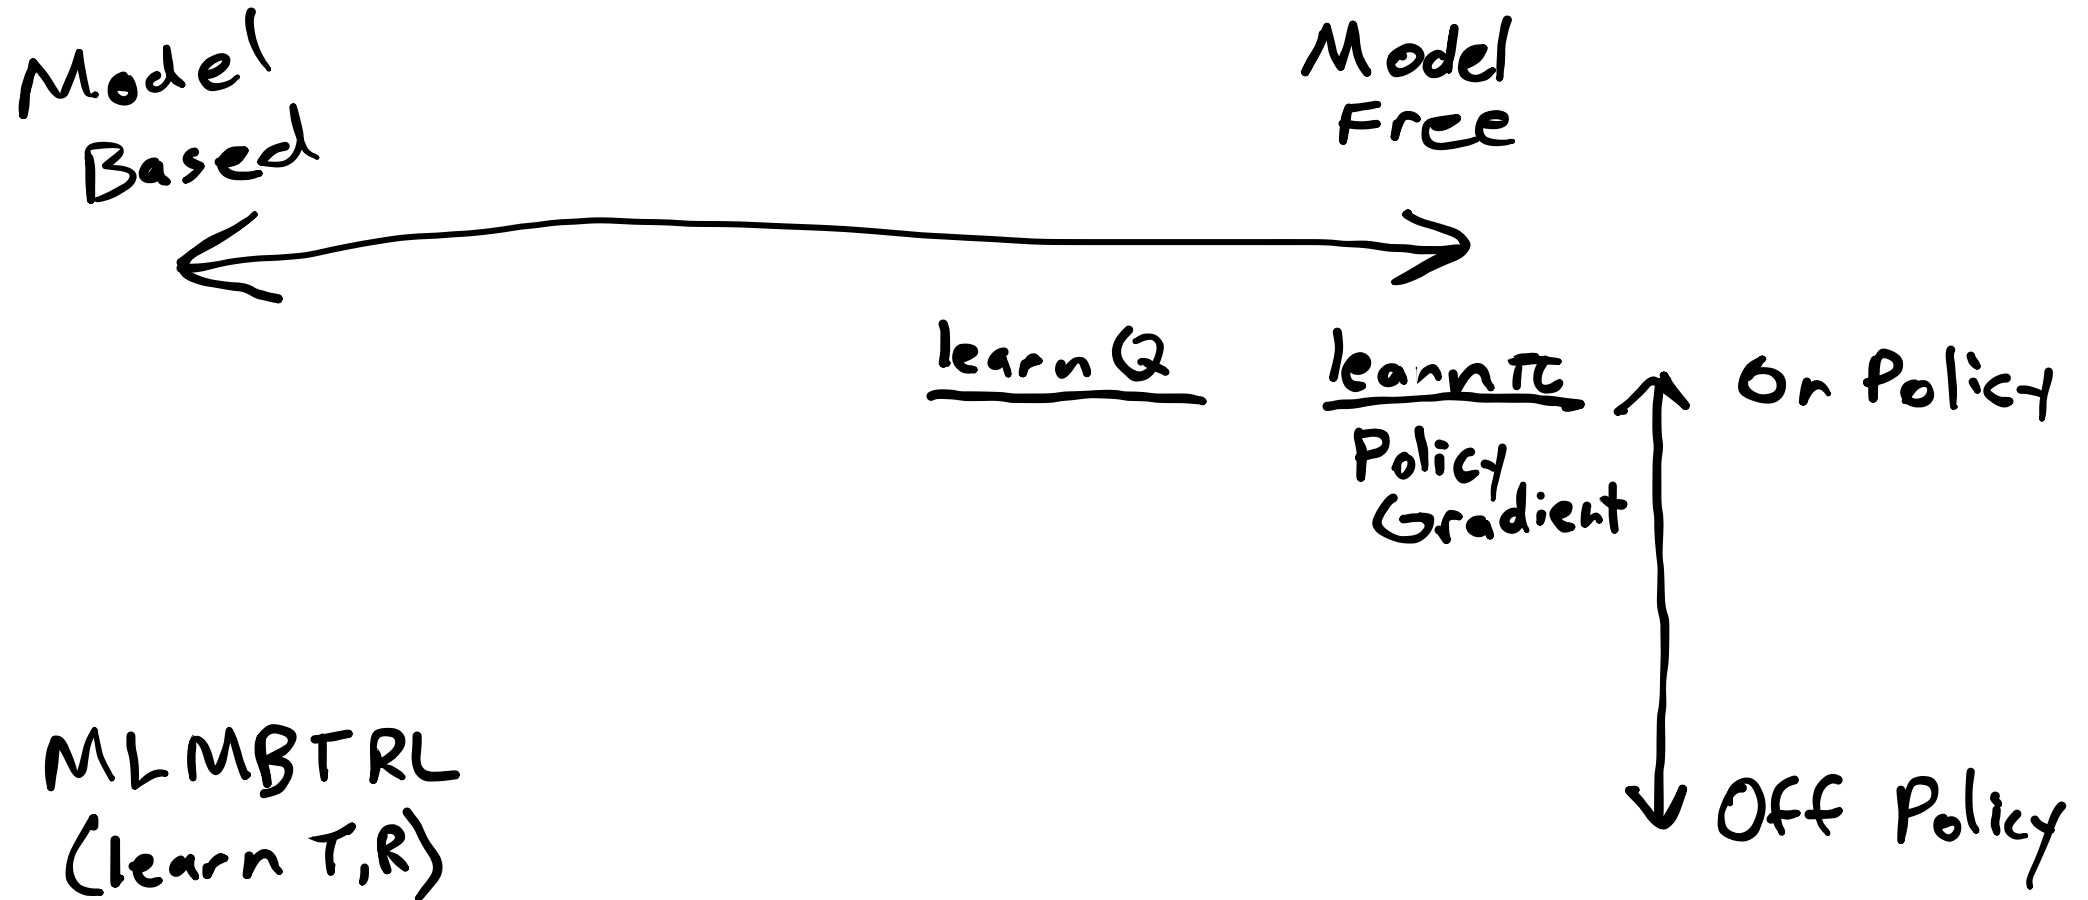 Model
Based
Model
Free
learn Q
learn π
Policy
Gradient
On Policy
MLMBTRL
(learn T,R)
Off Policy